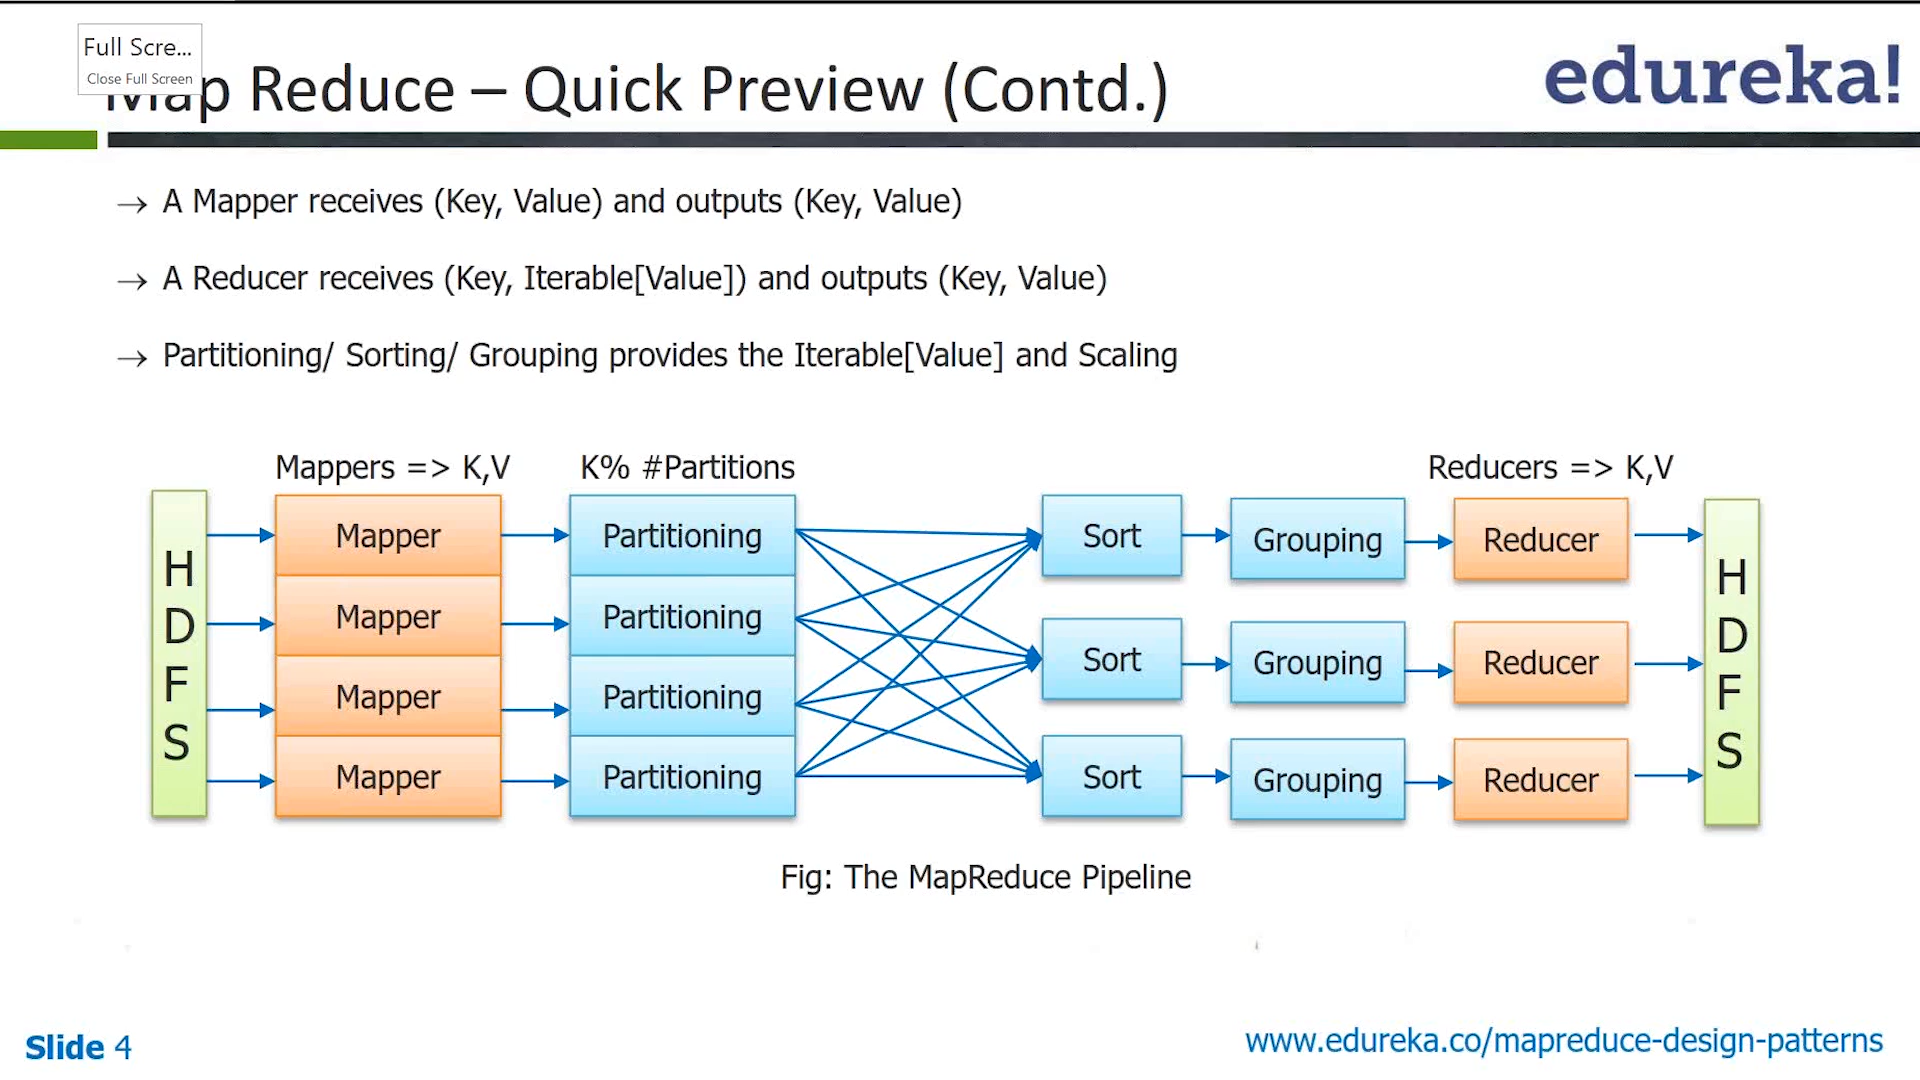 Full Scre...
Close Full Screen
Map Reduce – Quick Preview (Contd.)
edureka!
→ A Mapper receives (Key, Value) and outputs (Key, Value)
→ A Reducer receives (Key, Iterable[Value]) and outputs (Key, Value)
→ Partitioning/ Sorting/ Grouping provides the Iterable[Value] and Scaling
Mappers => K,V
K% #Partitions
Reducers => K,V
HDFS
Mapper
Partitioning
Sort
Grouping
Reducer
Mapper
Partitioning
Sort
Grouping
Reducer
Mapper
Partitioning
Mapper
Partitioning
Sort
Grouping
Reducer
HDFS
Fig: The MapReduce Pipeline
Slide 4
www.edureka.co/mapreduce-design-patterns